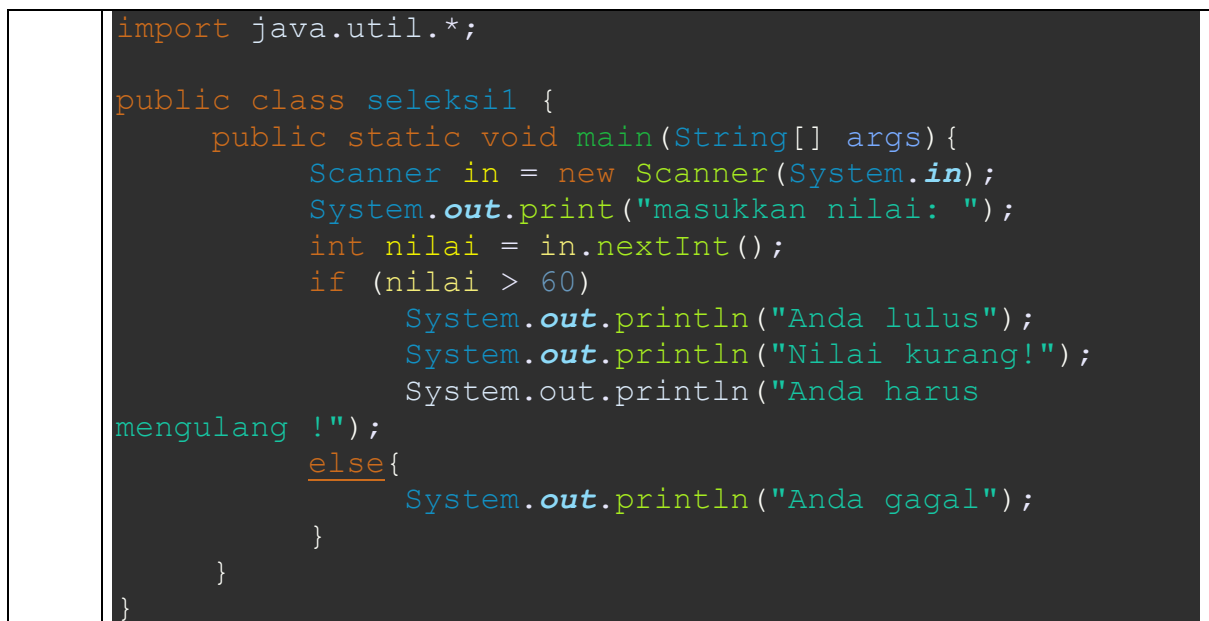 import java.util.*;
public class seleksi1 {
public static void main(String[] args){
Scanner in = new Scanner(System.in);
System.out.print("masukkan nilai: ");
int nilai = in.nextInt();
if (nilai > 60)
System.out.println("Anda lulus");
System.out.println("Nilai kurang!");
System.out.println("Anda harus
mengulang !");
else{
System.out.println("Anda gagal");
}
}
}